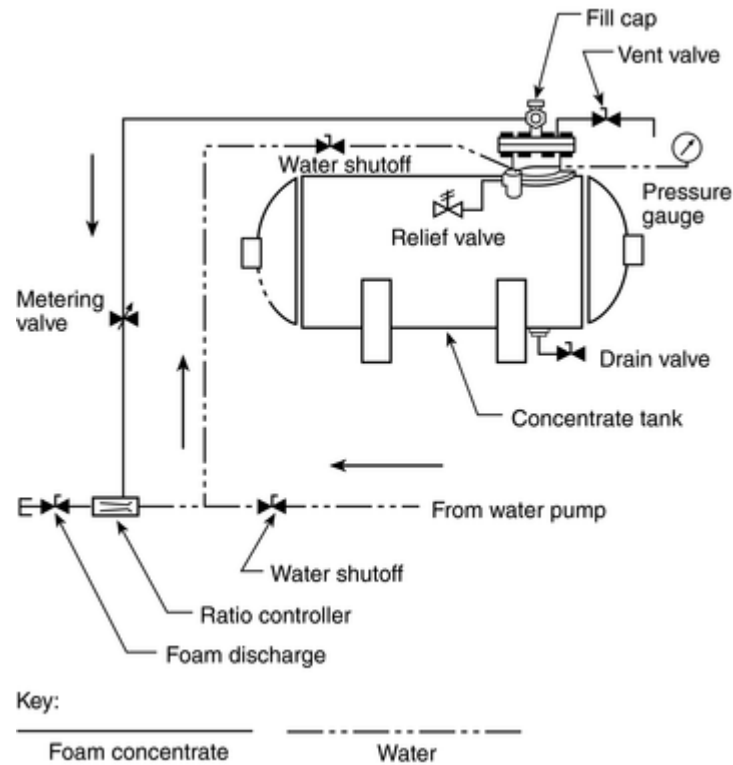 Fill cap
Vent valve
Water shutoff
Pressure
gauge
Relief valve
Metering
valve
Drain valve
Concentrate tank
From water pump
Water shutoff
Ratio controller
Foam discharge
Key:
Foam concentrate
Water